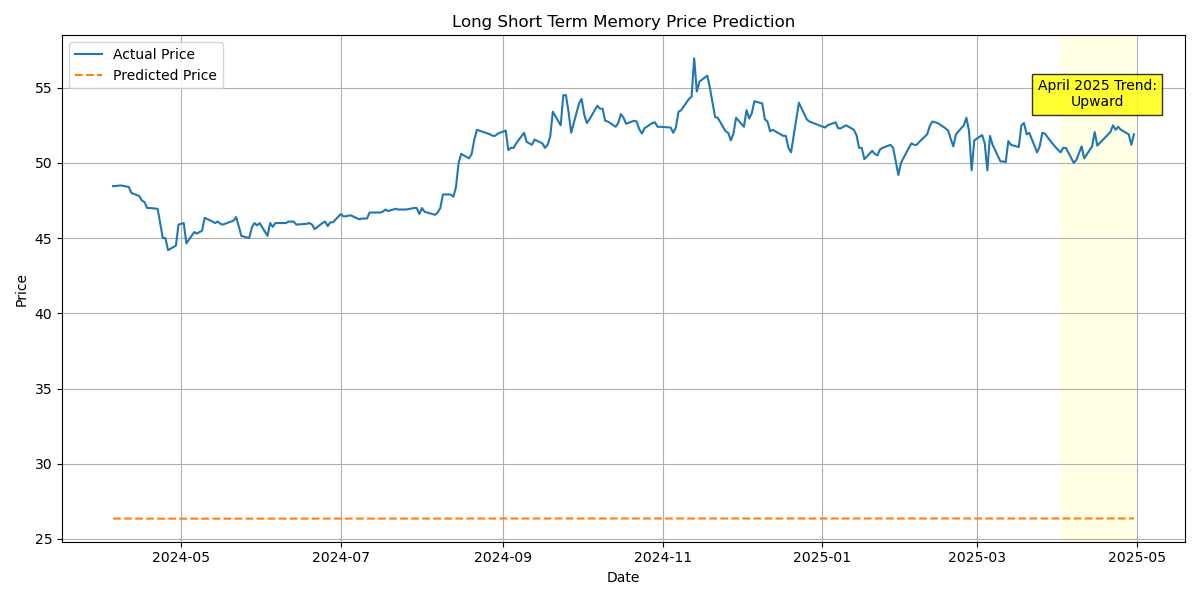 Long Short Term Memory Price Prediction
Actual Price
Predicted Price
April 2025 Trend:
Upward
Price
55
50
45
40
35
30
25
2024-05
2024-07
2024-09
2024-11
2025-01
2025-03
2025-05
Date